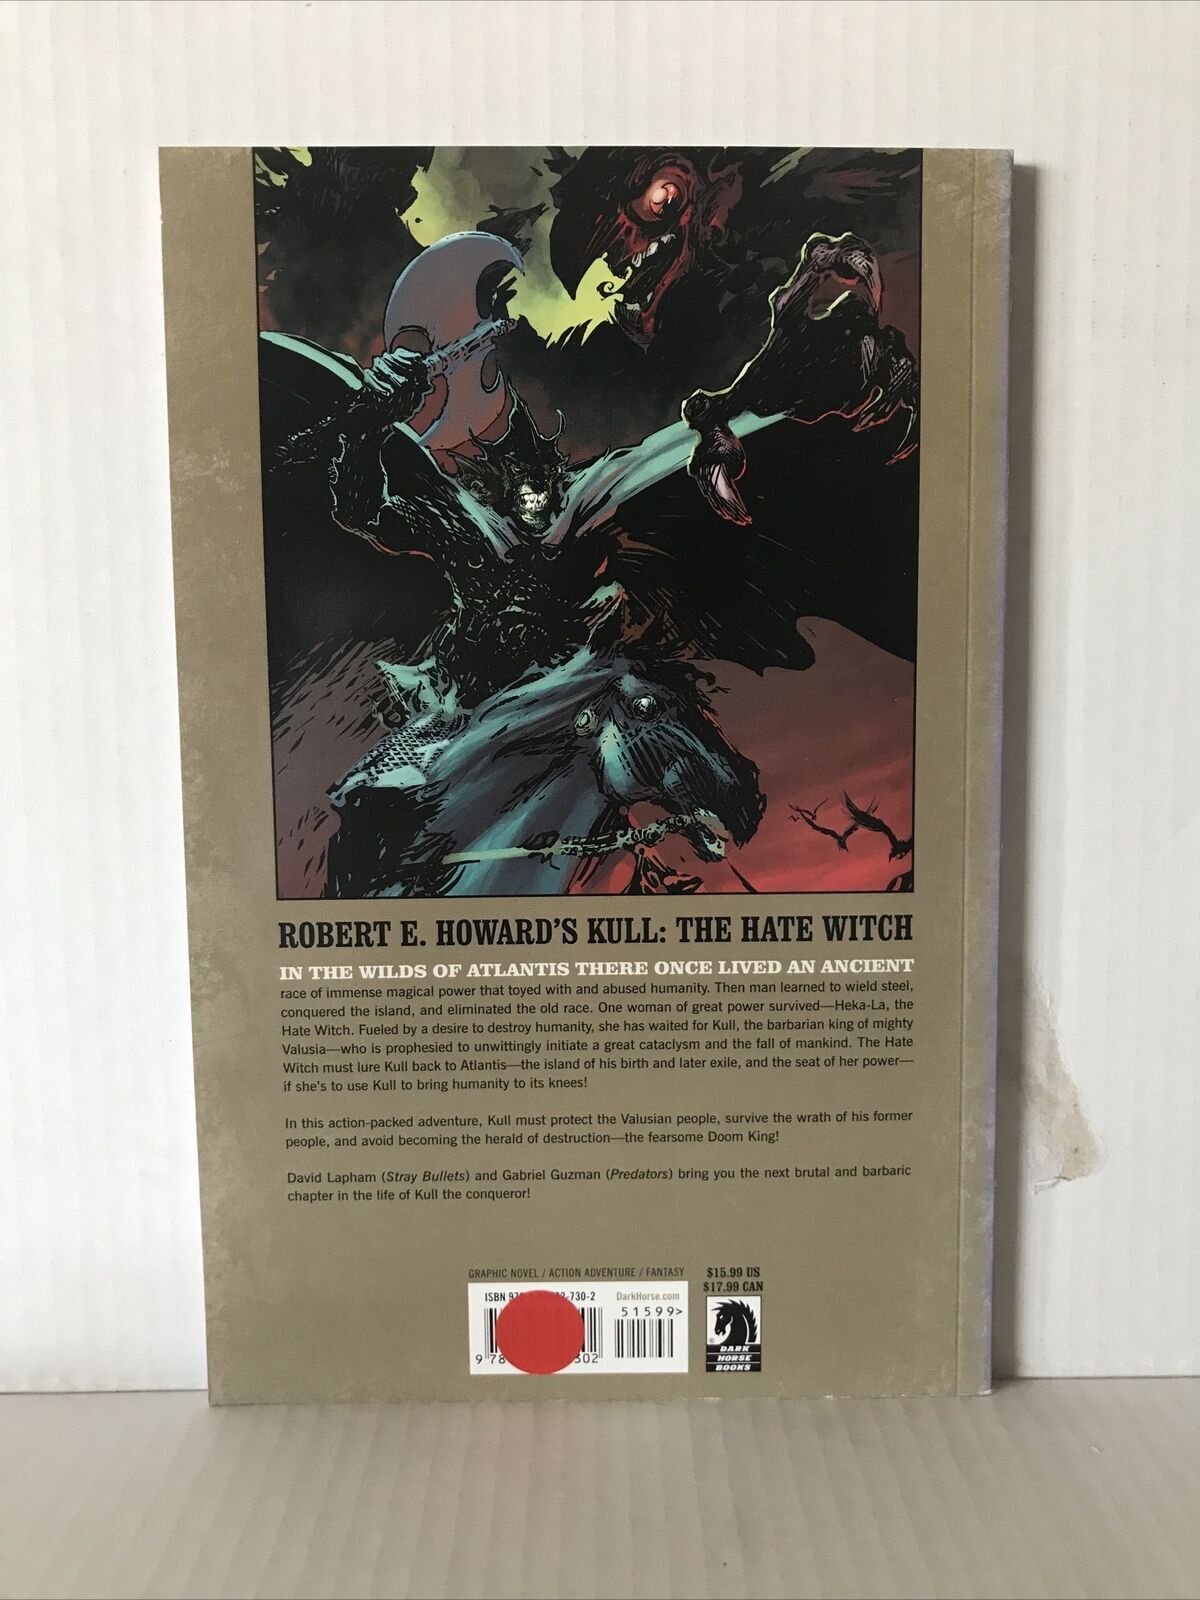 ROBERT E. HOWARD'S KULL: THE HATE WITCH
IN THE WILDS OF ATLANTIS THERE ONCE LIVED AN ANCIENT
race of immense magical power that toyed with and abused humanity. Then man learned to wield steel,
conquered the island, and eliminated the old race. One woman of great power survived—Heka-La, the
Hate Witch. Fueled by a desire to destroy humanity, she has waited for Kull, the barbarian king of mighty
Valusia—who is prophesied to unwittingly initiate a great cataclysm and the fall of mankind. The Hate
Witch must lure Kull back to Atlantis—the island of his birth and later exile, and the seat of her power—
if she's to use Kull to bring humanity to its knees!
In this action-packed adventure, Kull must protect the Valusian people, survive the wrath of his former
people, and avoid becoming the herald of destruction—the fearsome Doom King!
David Lapham (Stray Bullets) and Gabriel Guzman (Predators) bring you the next brutal and barbaric
chapter in the life of Kull the conqueror!
GRAPHIC NOVEL / ACTION ADVENTURE / FANTASY
$15.99 US
$17.99 CAN
ISBN 97 -730-2
DarkHorse.com
51599>
9 78 302
DARK
HORSE
BOOKS
®